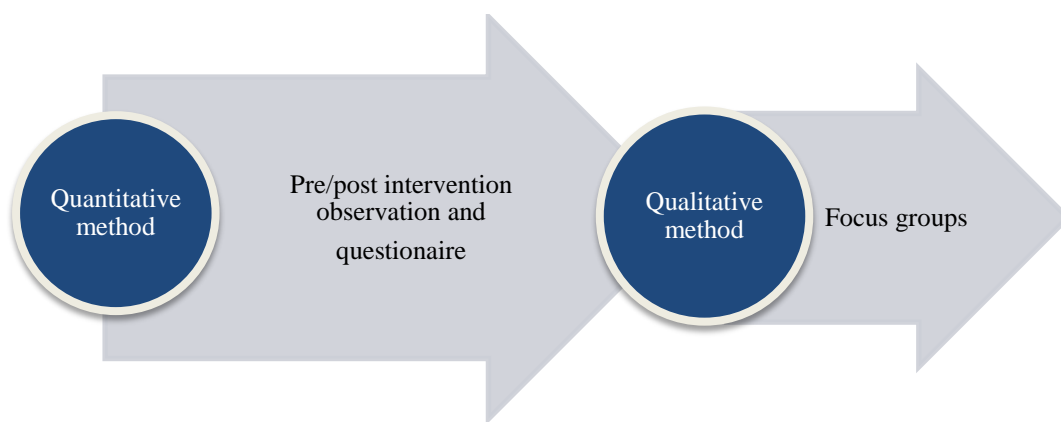 Quantitative
method
Pre/post intervention
observation and
questionaire
Qualitative
method
Focus groups